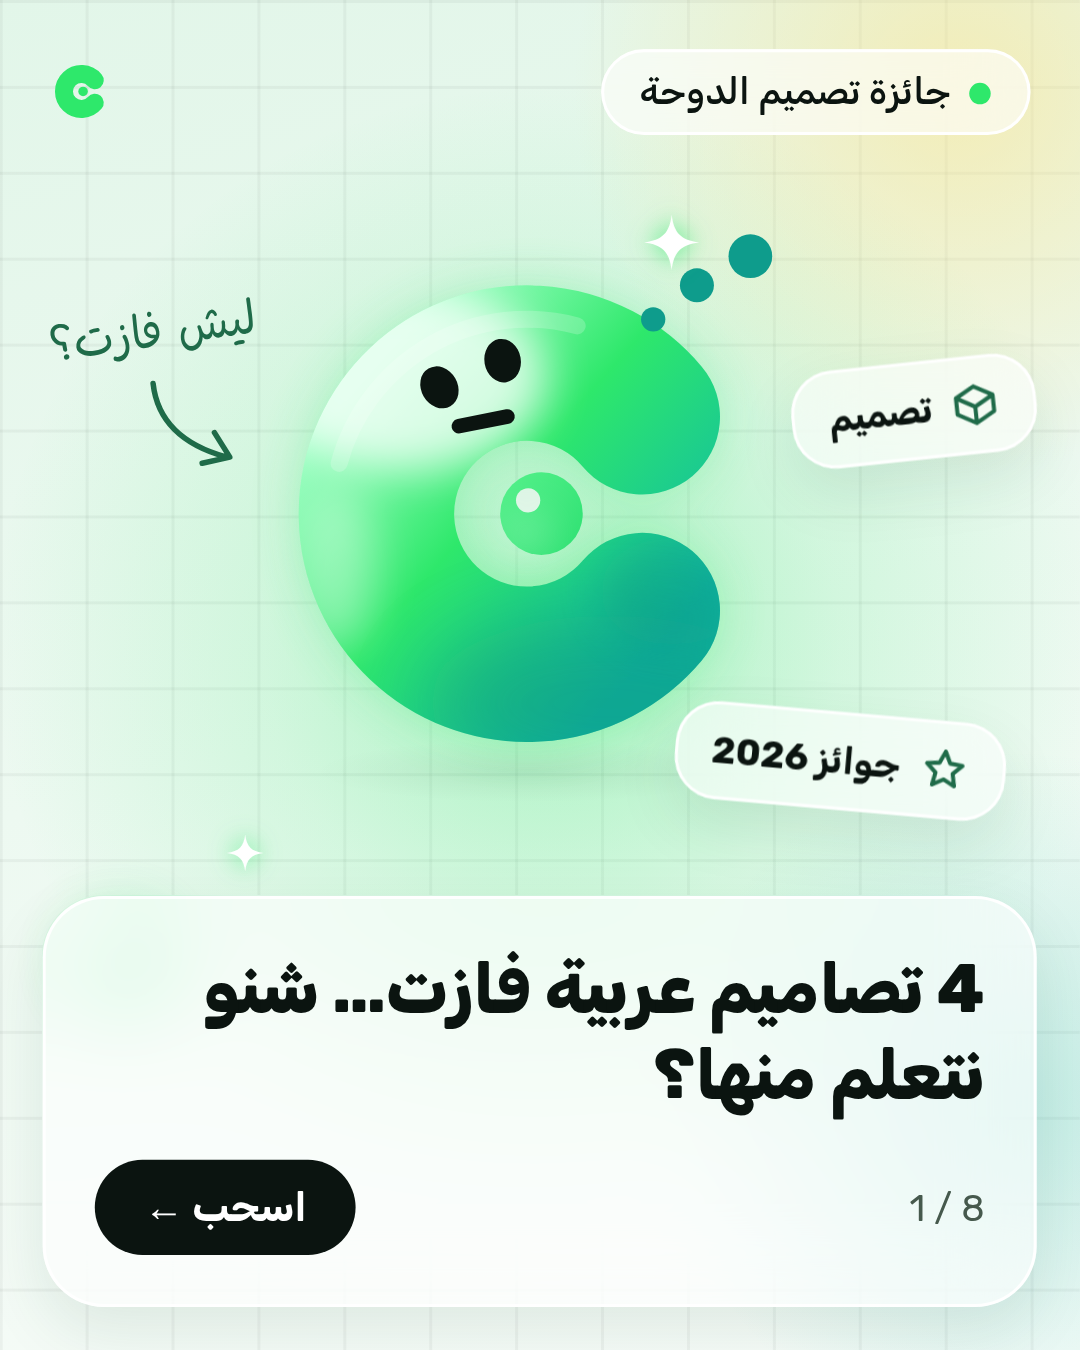 جائزة تصميم الدوحة
ليش فازت؟
تصميم
جوائز 2026
4 تصاميم عربية فازت... شنو
نتعلم منها؟
1 / 8
اسحب ←